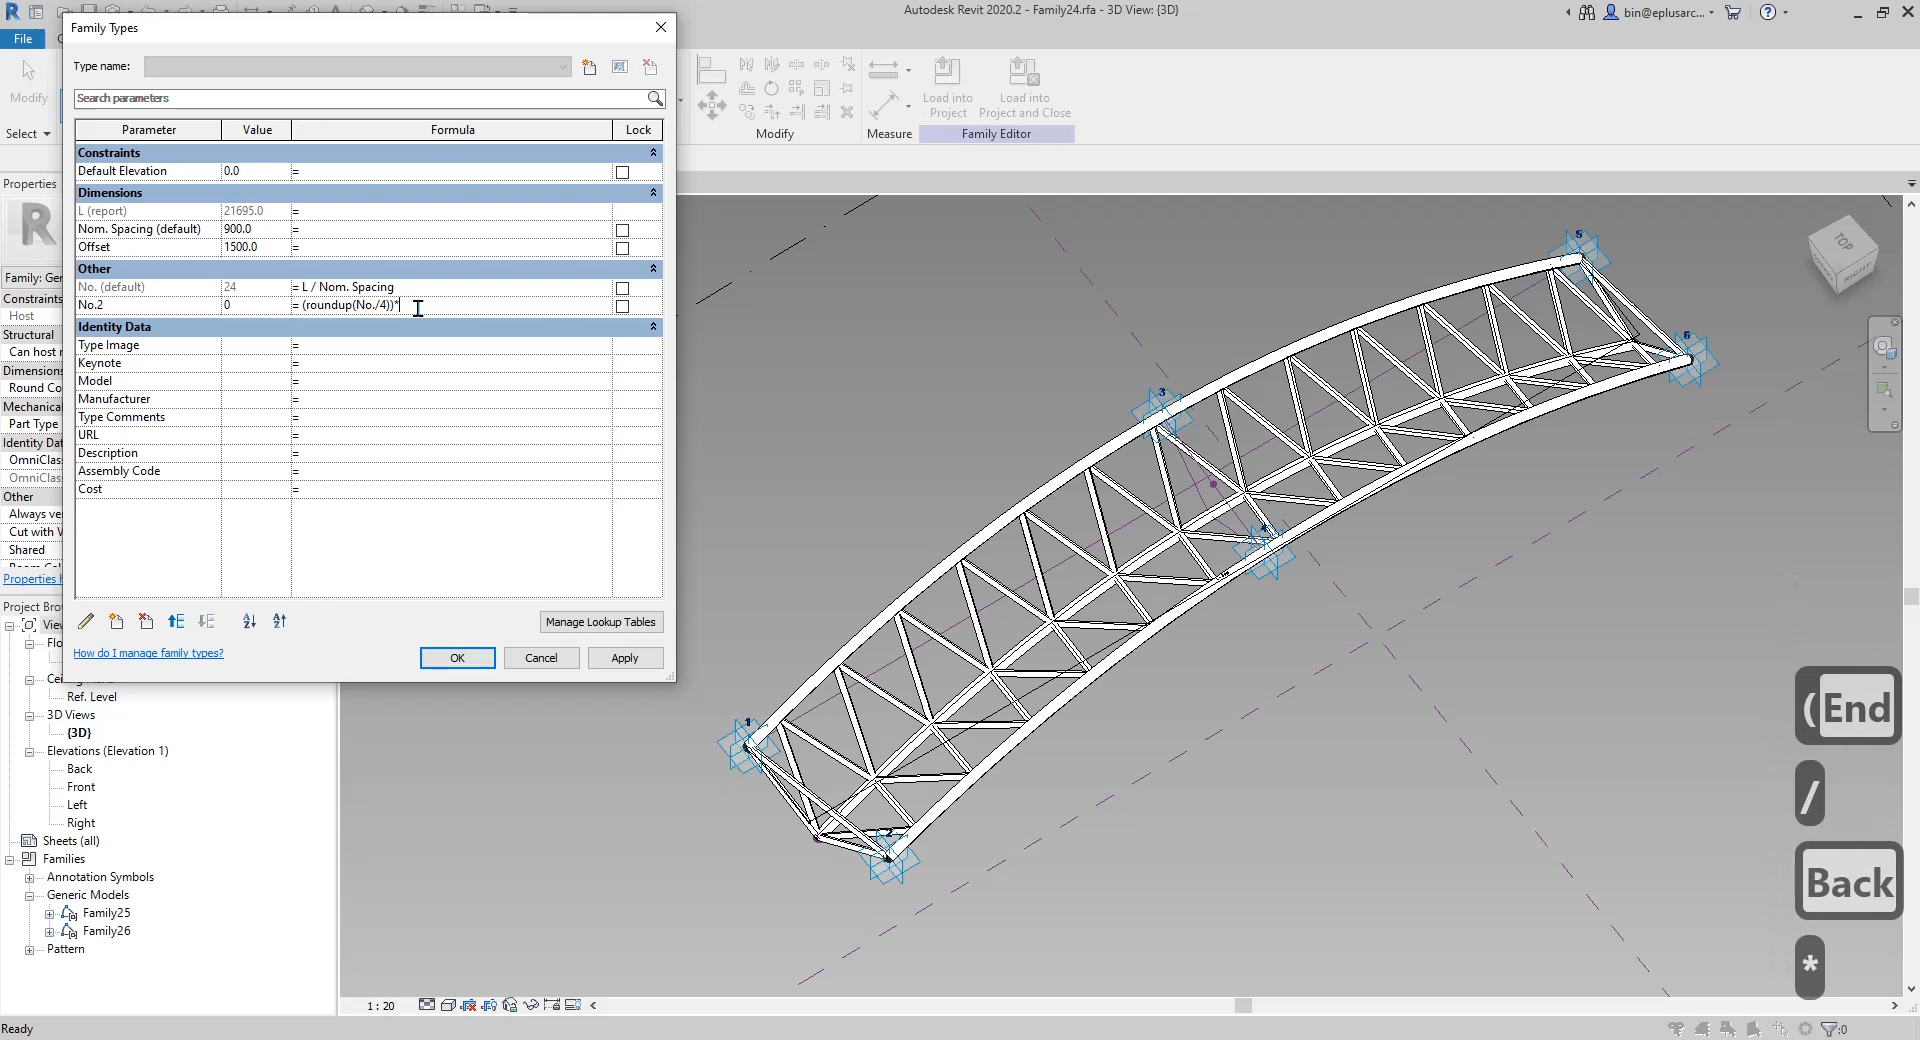 Autodesk Revit 2020.2 - Family24.rfa - 3D View: {3D}
bin@eplusarc...
File
Modify
Select
Family Types
Type name:
Search parameters
Parameter Value Formula Lock
Constraints
Default Elevation 0.0 =
Dimensions
L (report) 21695.0 =
Nom. Spacing (default) 900.0 =
Offset 1500.0 =
Other
No. (default) 24 = L / Nom. Spacing
No.2 0 = (roundup(No./4))*
Identity Data
Type Image =
Keynote =
Model =
Manufacturer =
Type Comments =
URL =
Description =
Assembly Code =
Cost =
Manage Lookup Tables
How do I manage family types?
OK Cancel Apply
Load into
Project
Load into
Project and Close
Modify
Measure
Family Editor
Properties
Family: Ger
Constraints
Host
Structural
Can host r
Dimensions
Round Co
Mechanical
Part Type
Identity Dat
OmniClas
OmniClas
Other
Always ve
Cut with V
Shared
Properties h
Project Bro
View
Flo
Ref. Level
3D Views
{3D}
Elevations (Elevation 1)
Back
Front
Left
Right
Sheets (all)
Families
Annotation Symbols
Generic Models
Family25
Family26
Pattern
TOP
RIGHT
1
2
3
4
5
6
(End
/
Back
*
1 : 20
Ready
:0